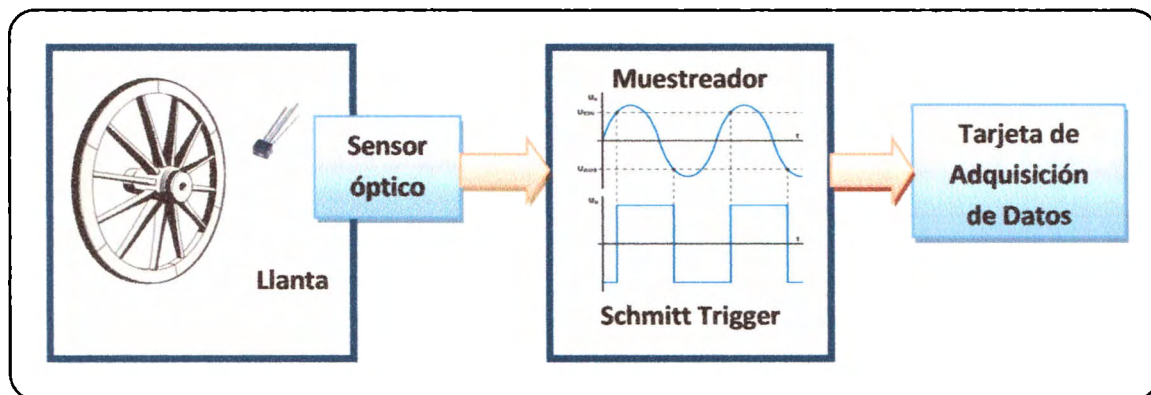 Llanta
Sensor
óptico
Muestreador
t
t
Schmitt Trigger
Tarjeta de
Adquisición
de Datos